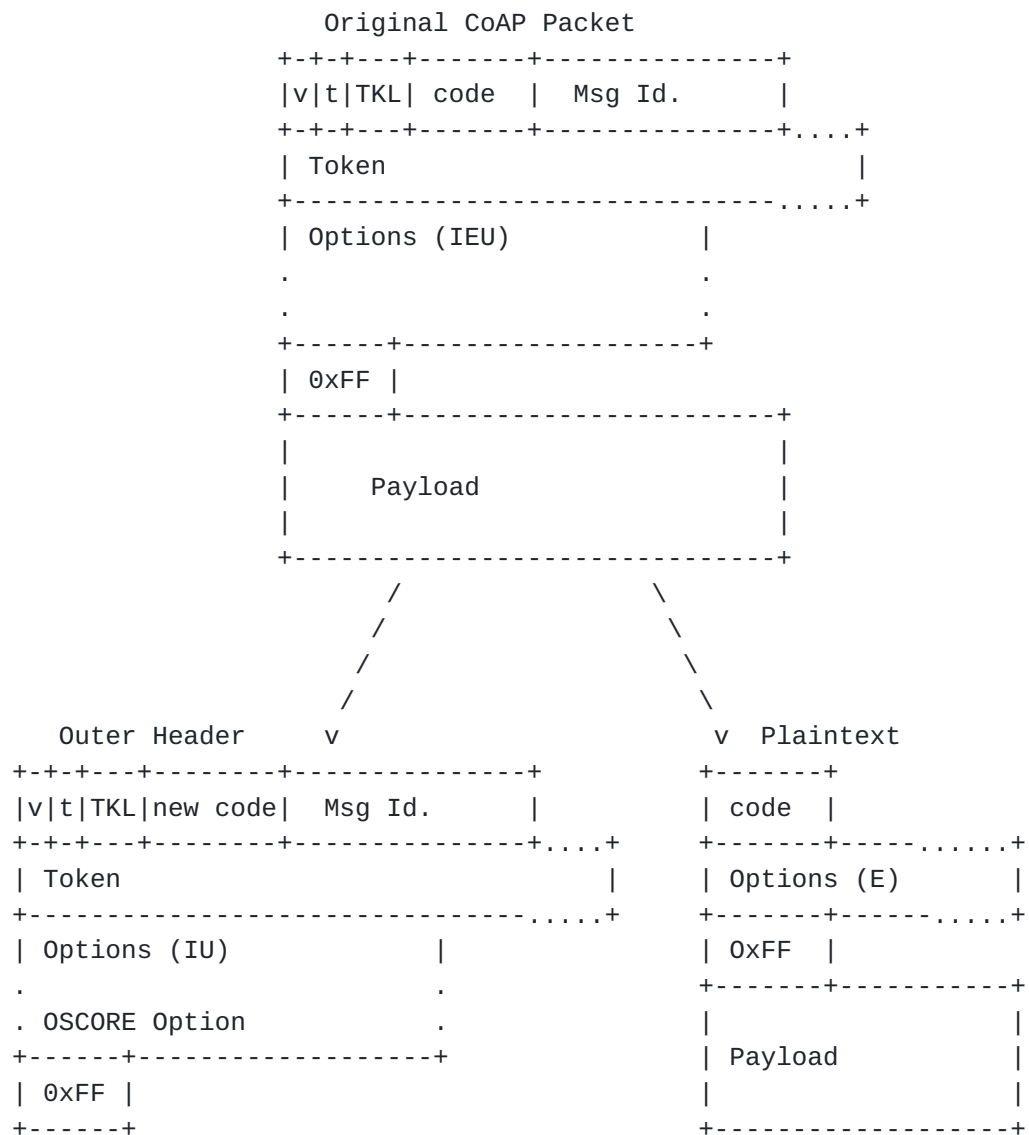 Original CoAP Packet
+-+-+---+-------+---------------+
|v|t|TKL| code  |  Msg Id.      |
+-+-+---+-------+---------------+....+
| Token                              |
+-------------------------------.....+
| Options (IEU)            |
.                          .
.                          .
+------+-------------------+
| 0xFF |
+------+------------------------+
|                               |
|     Payload                   |
|                               |
+-------------------------------+
/                \
/                  \
/                    \
/                      \
Outer Header     v                        v  Plaintext
+-+-+---+--------+---------------+          +-------+
|v|t|TKL|new code|  Msg Id.      |          | code  |
+-+-+---+--------+---------------+....+     +-------+-----......+
| Token                               |     | Options (E)       |
+--------------------------------.....+     +-------+------.....+
| Options (IU)             |                | OxFF  |
.                          .                +-------+-----------+
. OSCORE Option            .                |                   |
+------+-------------------+                | Payload           |
| 0xFF |                                    |                   |
+------+                                    +-------------------+